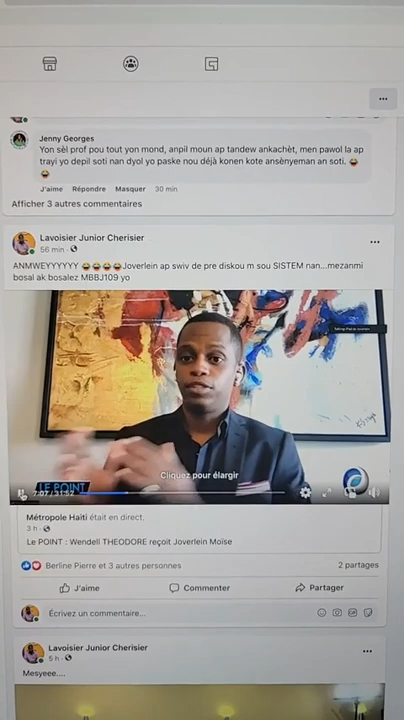 Jenny Georges
Yon sèl prof pou tout yon mond, anpil moun ap tandew ankachèt, men pawol la ap
trayi yo depil soti nan dyol yo paske nou déjà konen kote ansènyeman an soti. 😂
😂
J'aime Répondre Masquer 30 min
Afficher 3 autres commentaires
Lavoisier Junior Cherisier
56 min ·
ANMWEYYYYYY 😂😂😂😂Joverlein ap swiv de pre diskou m sou SISTEM nan...mezanmi
bosal ak bosalez MBBJ109 yo
Cliquez pour élargir
LE POINT
7:07 / 31:52
Métropole Haiti était en direct.
3 h ·
Le POINT : Wendell THEODORE reçoit Joverlein Moïse
Berline Pierre et 3 autres personnes 2 partages
J'aime Commenter Partager
Écrivez un commentaire...
Lavoisier Junior Cherisier
5 h ·
Mesyeee....